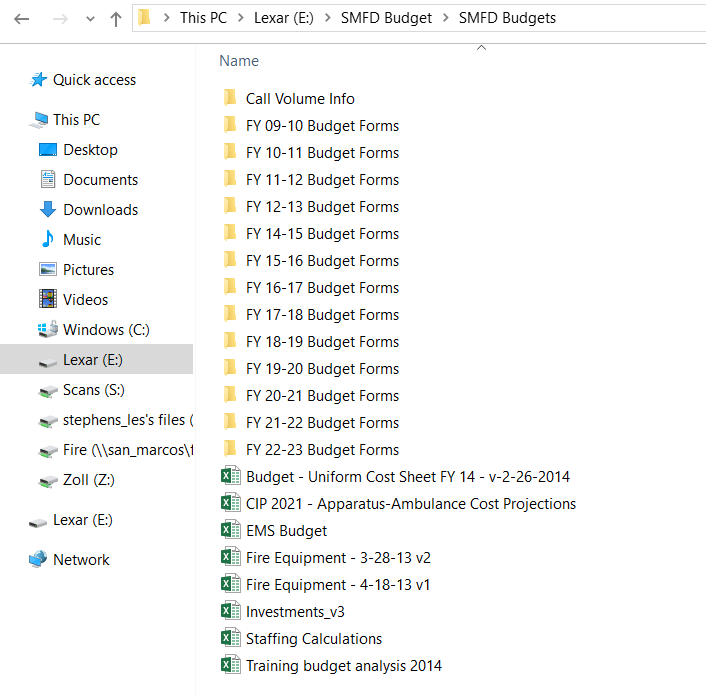 This PC > Lexar (E:) > SMFD Budget > SMFD Budgets
Quick access
This PC
Desktop
Documents
Downloads
Music
Pictures
Videos
Windows (C:)
Lexar (E:)
Scans (S:)
stephens_les's files (
Fire (\\san_marcos\f
Zoll (Z:)
Lexar (E:)
Network
Name
Call Volume Info
FY 09-10 Budget Forms
FY 10-11 Budget Forms
FY 11-12 Budget Forms
FY 12-13 Budget Forms
FY 14-15 Budget Forms
FY 15-16 Budget Forms
FY 16-17 Budget Forms
FY 17-18 Budget Forms
FY 18-19 Budget Forms
FY 19-20 Budget Forms
FY 20-21 Budget Forms
FY 21-22 Budget Forms
FY 22-23 Budget Forms
Budget - Uniform Cost Sheet FY 14 - v-2-26-2014
CIP 2021 - Apparatus-Ambulance Cost Projections
EMS Budget
Fire Equipment - 3-28-13 v2
Fire Equipment - 4-18-13 v1
Investments_v3
Staffing Calculations
Training budget analysis 2014